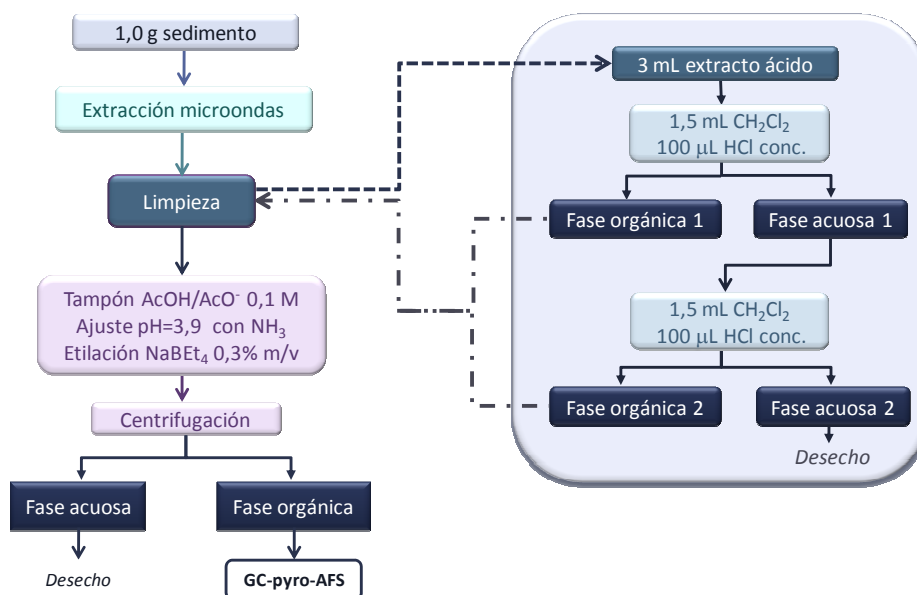 1,0 g sedimento
Extracción microondas
Limpieza
Tampón AcOH/AcO⁻ 0,1 M
Ajuste pH=3,9 con NH₃
Etilación NaBEt₄ 0,3% m/v
Centrifugación
Fase acuosa
Fase orgánica
Desecho
GC-pyro-AFS
3 mL extracto ácido
1,5 mL CH₂Cl₂
100 µL HCl conc.
Fase orgánica 1
Fase acuosa 1
1,5 mL CH₂Cl₂
100 µL HCl conc.
Fase orgánica 2
Fase acuosa 2
Desecho